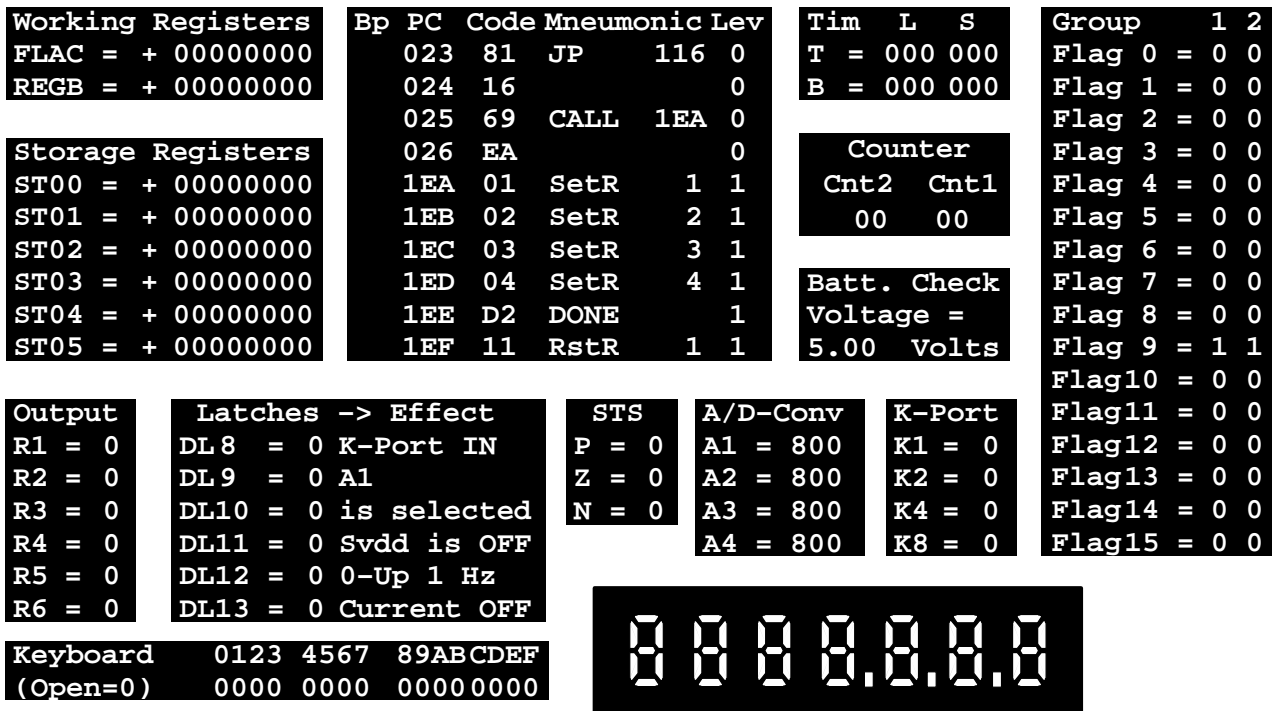 Working Registers
FLAC = + 00000000
REGB = + 00000000
Storage Registers
ST00 = + 00000000
ST01 = + 00000000
ST02 = + 00000000
ST03 = + 00000000
ST04 = + 00000000
ST05 = + 00000000
Bp PC Code Mneumonic Lev
023 81 JP 116 0
024 16 0
025 69 CALL 1EA 0
026 EA 0
1EA 01 SetR 1 1
1EB 02 SetR 2 1
1EC 03 SetR 3 1
1ED 04 SetR 4 1
1EE D2 DONE 1
1EF 11 RstR 1 1
Tim L S
T = 000 000
B = 000 000
Counter
Cnt2 Cnt1
00 00
Batt. Check
Voltage =
5.00 Volts
Group 1 2
Flag 0 = 0 0
Flag 1 = 0 0
Flag 2 = 0 0
Flag 3 = 0 0
Flag 4 = 0 0
Flag 5 = 0 0
Flag 6 = 0 0
Flag 7 = 0 0
Flag 8 = 0 0
Flag 9 = 1 1
Flag10 = 0 0
Flag11 = 0 0
Flag12 = 0 0
Flag13 = 0 0
Flag14 = 0 0
Flag15 = 0 0
Output
R1 = 0
R2 = 0
R3 = 0
R4 = 0
R5 = 0
R6 = 0
Latches -> Effect
DL8 = 0 K-Port IN
DL9 = 0 A1
DL10 = 0 is selected
DL11 = 0 Svdd is OFF
DL12 = 0 0-Up 1 Hz
DL13 = 0 Current OFF
STS
P = 0
Z = 0
N = 0
A/D-Conv
A1 = 800
A2 = 800
A3 = 800
A4 = 800
K-Port
K1 = 0
K2 = 0
K4 = 0
K8 = 0
Keyboard 0123 4567 89AB CDEF
(Open=0) 0000 0000 0000 0000
8 8 8 8.8.8.8